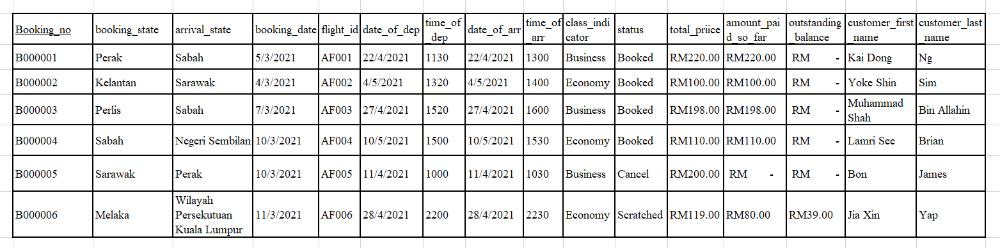 Booking_no booking_state arrival_state booking_date flight_id date_of_dep time_of_dep date_of_arr time_of_arr class_indicator status total_priice amount_paid_so_far outstanding_balance customer_first_name customer_last_name
B000001 Perak Sabah 5/3/2021 AF001 22/4/2021 1130 22/4/2021 1300 Business Booked RM220.00 RM220.00 RM - Kai Dong Ng
B000002 Kelantan Sarawak 4/3/2021 AF002 4/5/2021 1320 4/5/2021 1400 Economy Booked RM100.00 RM100.00 RM - Yoke Shin Sim
B000003 Perlis Sabah 7/3/2021 AF003 27/4/2021 1520 27/4/2021 1600 Business Booked RM198.00 RM198.00 RM - Muhammad Shah Bin Allahin
B000004 Sabah Negeri Sembilan 10/3/2021 AF004 10/5/2021 1500 10/5/2021 1530 Economy Booked RM110.00 RM110.00 RM - Lamri See Brian
B000005 Sarawak Perak 10/3/2021 AF005 11/4/2021 1000 11/4/2021 1030 Business Cancel RM200.00 RM - RM - Bon James
B000006 Melaka Wilayah Persekutuan Kuala Lumpur 11/3/2021 AF006 28/4/2021 2200 28/4/2021 2230 Economy Scratched RM119.00 RM80.00 RM39.00 Jia Xin Yap